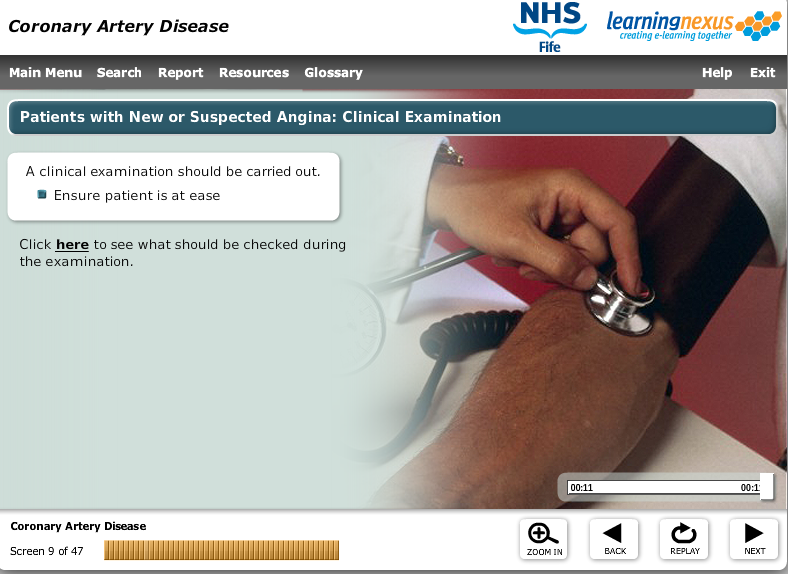 Coronary Artery Disease
NHS
Fife
learningnexus
creating e-learning together
Main Menu Search Report Resources Glossary Help Exit
Patients with New or Suspected Angina: Clinical Examination
A clinical examination should be carried out.
Ensure patient is at ease
Click here to see what should be checked during
the examination.
00:11 00:1
Coronary Artery Disease
Screen 9 of 47
ZOOM IN BACK REPLAY NEXT